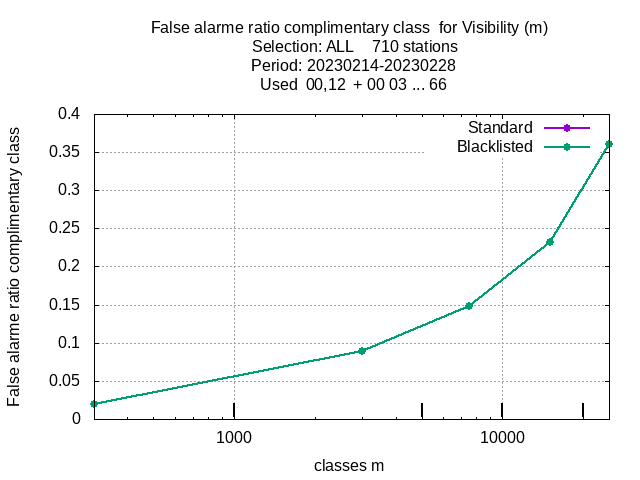 False alarme ratio complimentary class  for Visibility (m)
Selection: ALL    710 stations
Period: 20230214-20230228
Used  00,12  + 00 03 ... 66
Standard
Blacklisted
False alarme ratio complimentary class
0.4
0.35
0.3
0.25
0.2
0.15
0.1
0.05
0
1000 10000
classes m